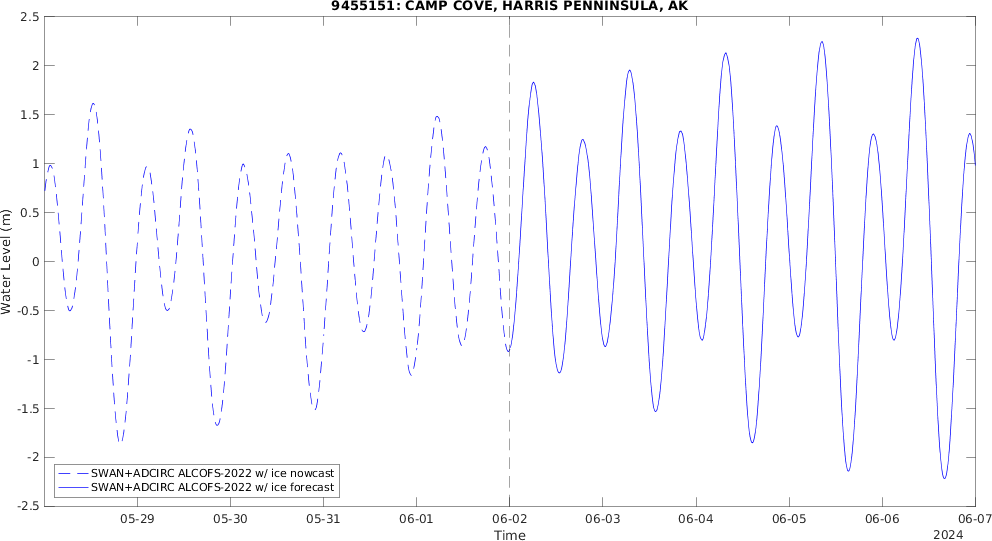 9455151: CAMP COVE, HARRIS PENNINSULA, AK
2.5
2
1.5
1
0.5
0
-0.5
-1
-1.5
-2
-2.5
Water Level (m)
SWAN+ADCIRC ALCOFS-2022 w/ ice nowcast
SWAN+ADCIRC ALCOFS-2022 w/ ice forecast
05-29 05-30 05-31 06-01 06-02 06-03 06-04 06-05 06-06 06-07
Time
2024